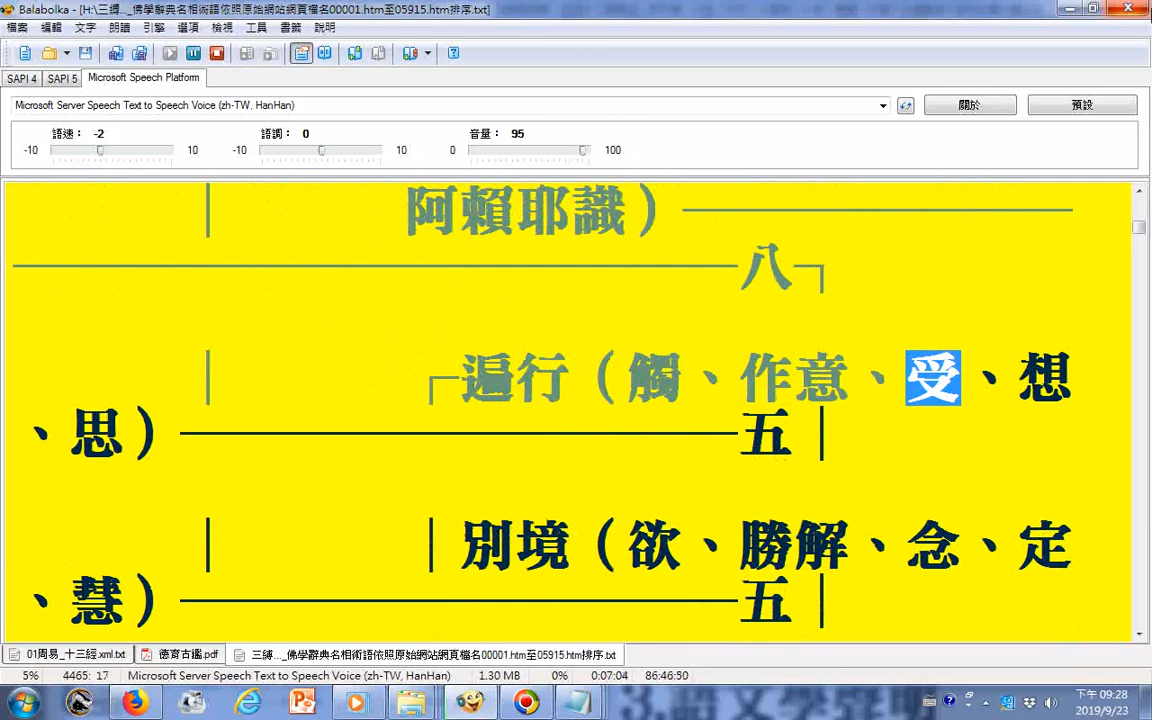 Balabolka - [H:\三縛..._佛學辭典名相術語依照原始網站網頁檔名00001.htm至05915.htm排序.txt]
檔案 編輯 文字 朗讀 引擎 選項 檢視 工具 書籤 說明
SAPI 4 SAPI 5 Microsoft Speech Platform
Microsoft Server Speech Text to Speech Voice (zh-TW, HanHan) 關於 預設
語速： -2 語調： 0 音量： 95
-10 10 -10 10 0 100
│ 阿賴耶識）─────
─────八┐
│ ┌遍行（觸、作意、受、想
、思）─────五│
│ │別境（欲、勝解、念、定
、慧）─────五│
01周易_十三經.xml.txt 德育古鑑.pdf 三縛..._佛學辭典名相術語依照原始網站網頁檔名00001.htm至05915.htm排序.txt
5% 4465: 17 Microsoft Server Speech Text to Speech Voice (zh-TW, HanHan) 1.30 MB 0% 0:07:04 86:46:50
下午 09:28
2019/9/23